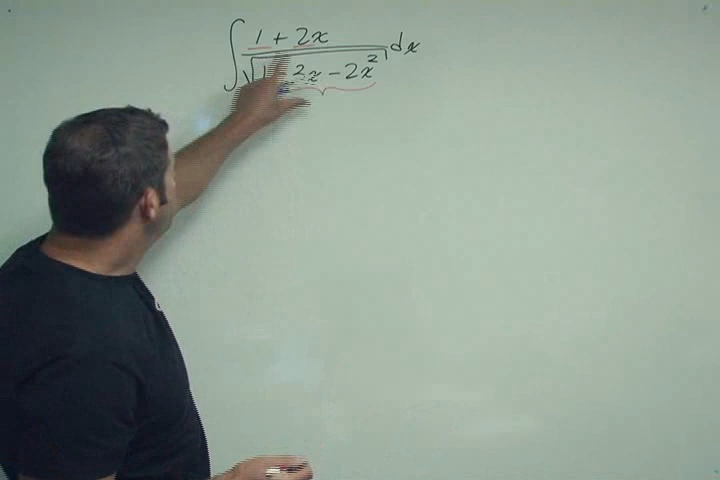 ∫ 1 + 2x dx
√1 2x - 2x²